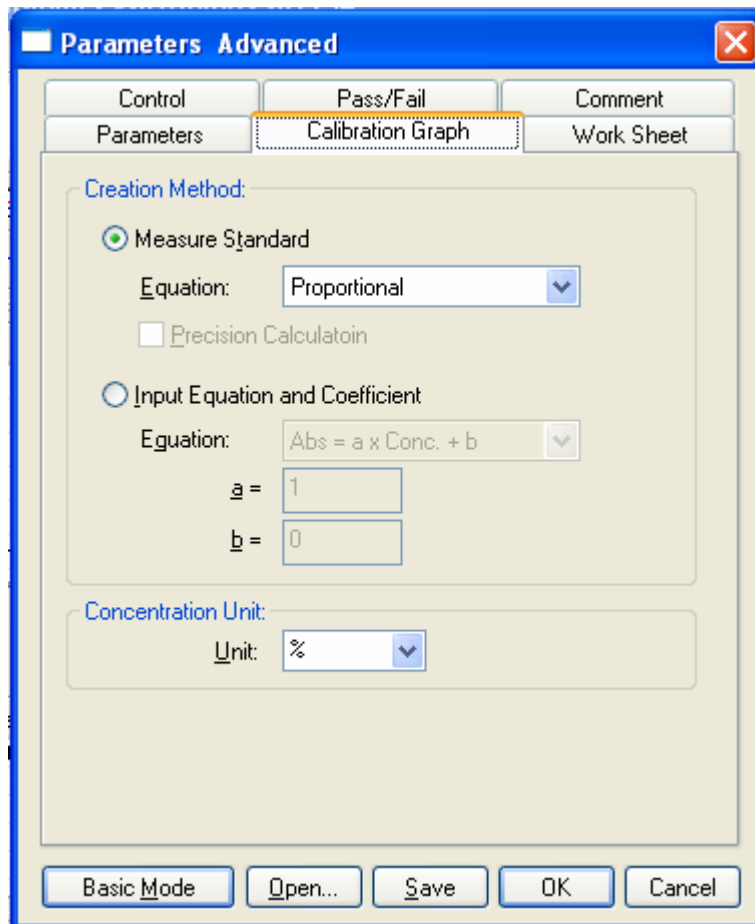 Parameters Advanced
Control Pass/Fail Comment
Parameters Calibration Graph Work Sheet
Creation Method:
Measure Standard
Equation: Proportional
Precision Calculatoin
Input Equation and Coefficient
Equation: Abs = a x Conc. + b
a = 1
b = 0
Concentration Unit:
Unit: %
Basic Mode Open... Save OK Cancel